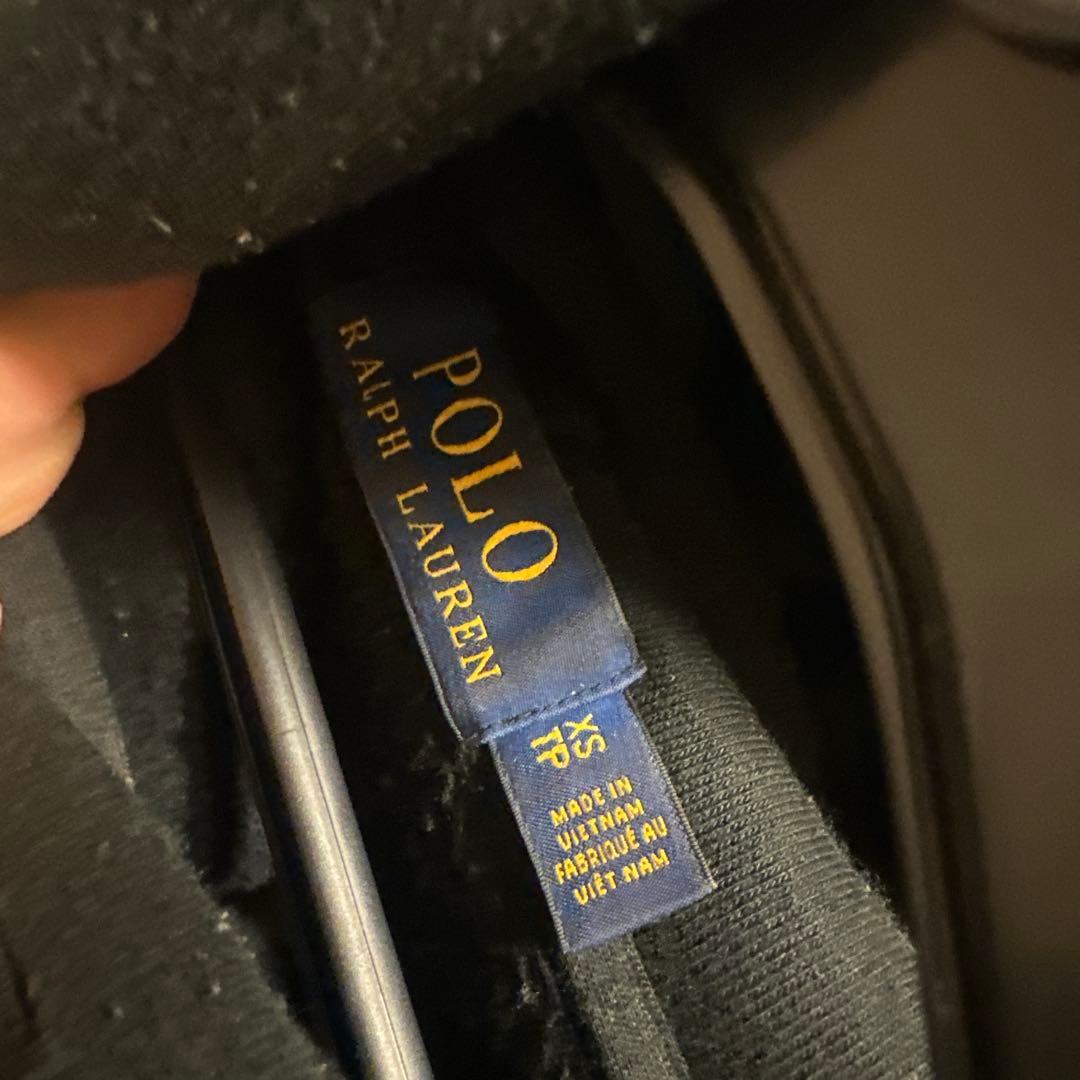 POLO
RALPH LAUREN
XS
TP
MADE IN
VIETNAM
FABRIQUÉ AU
VIÊT NAM